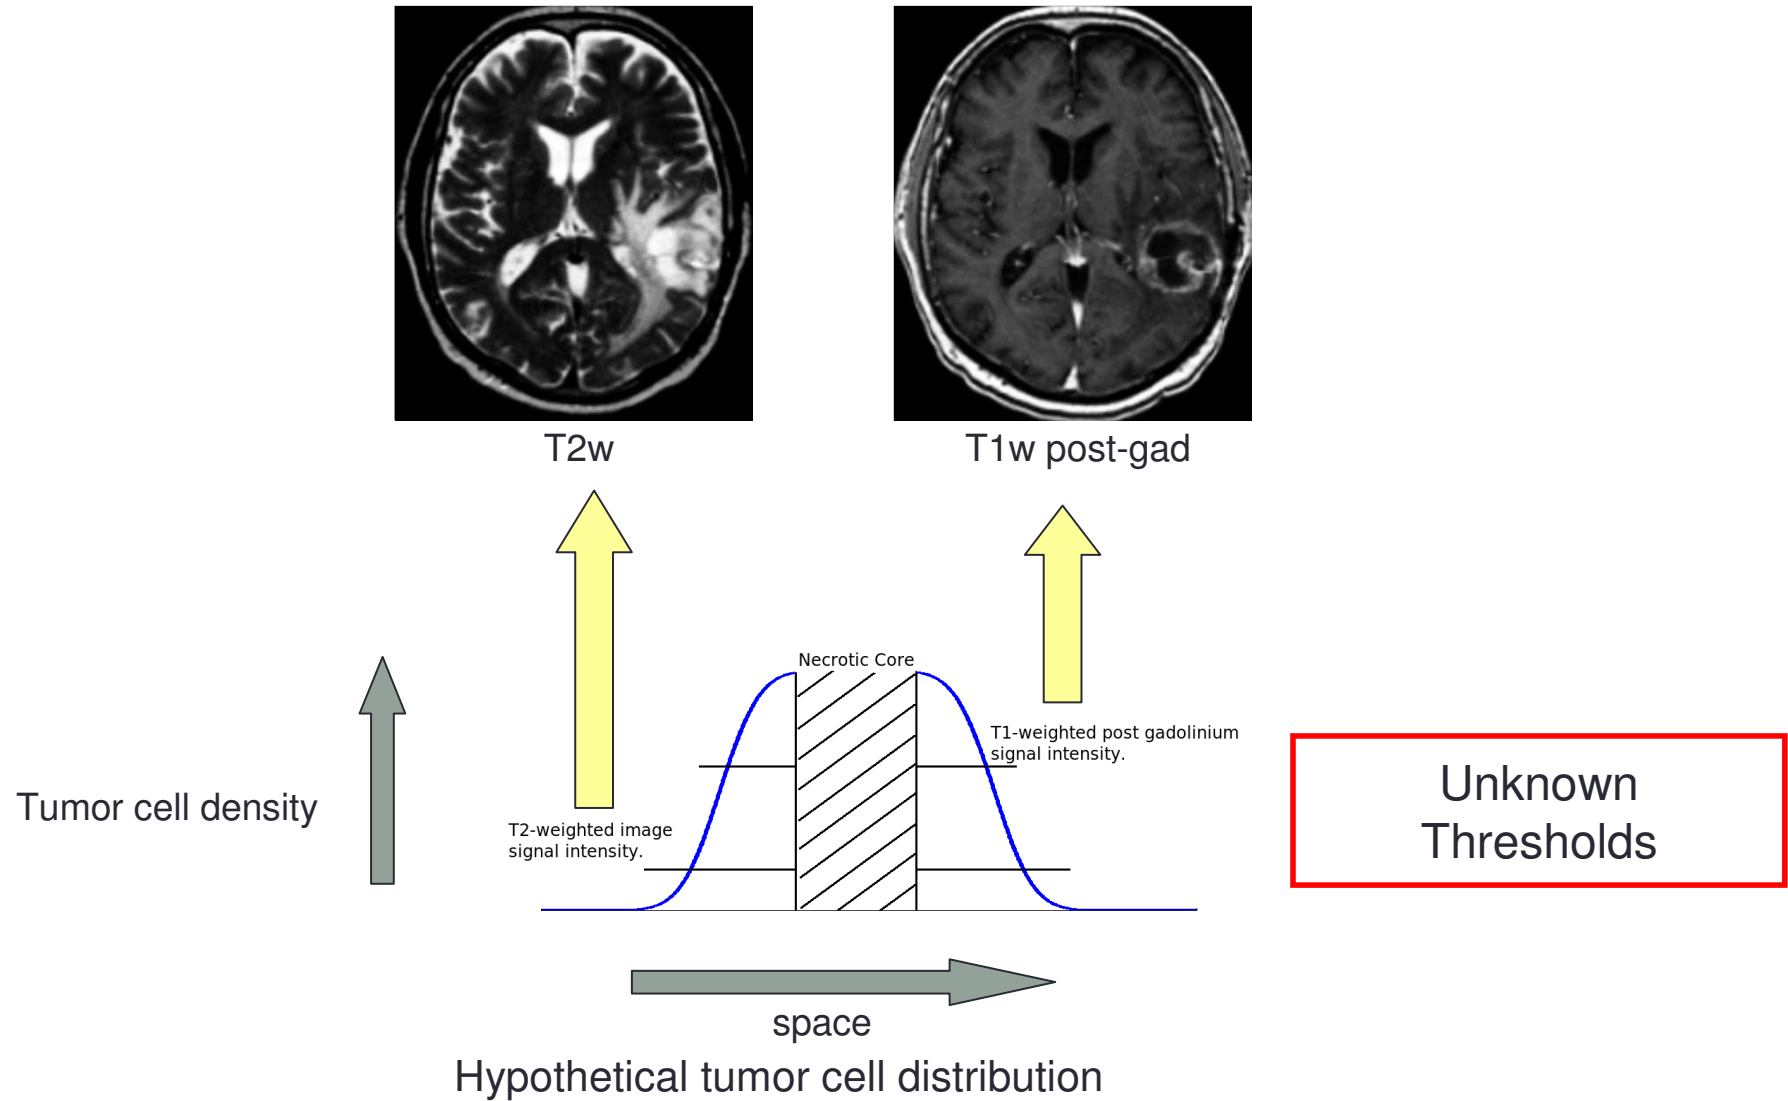 T2w
T1w post-gad
Necrotic Core
T1-weighted post gadolinium
signal intensity.
Unknown
Thresholds
Tumor cell density
T2-weighted image
signal intensity.
space
Hypothetical tumor cell distribution